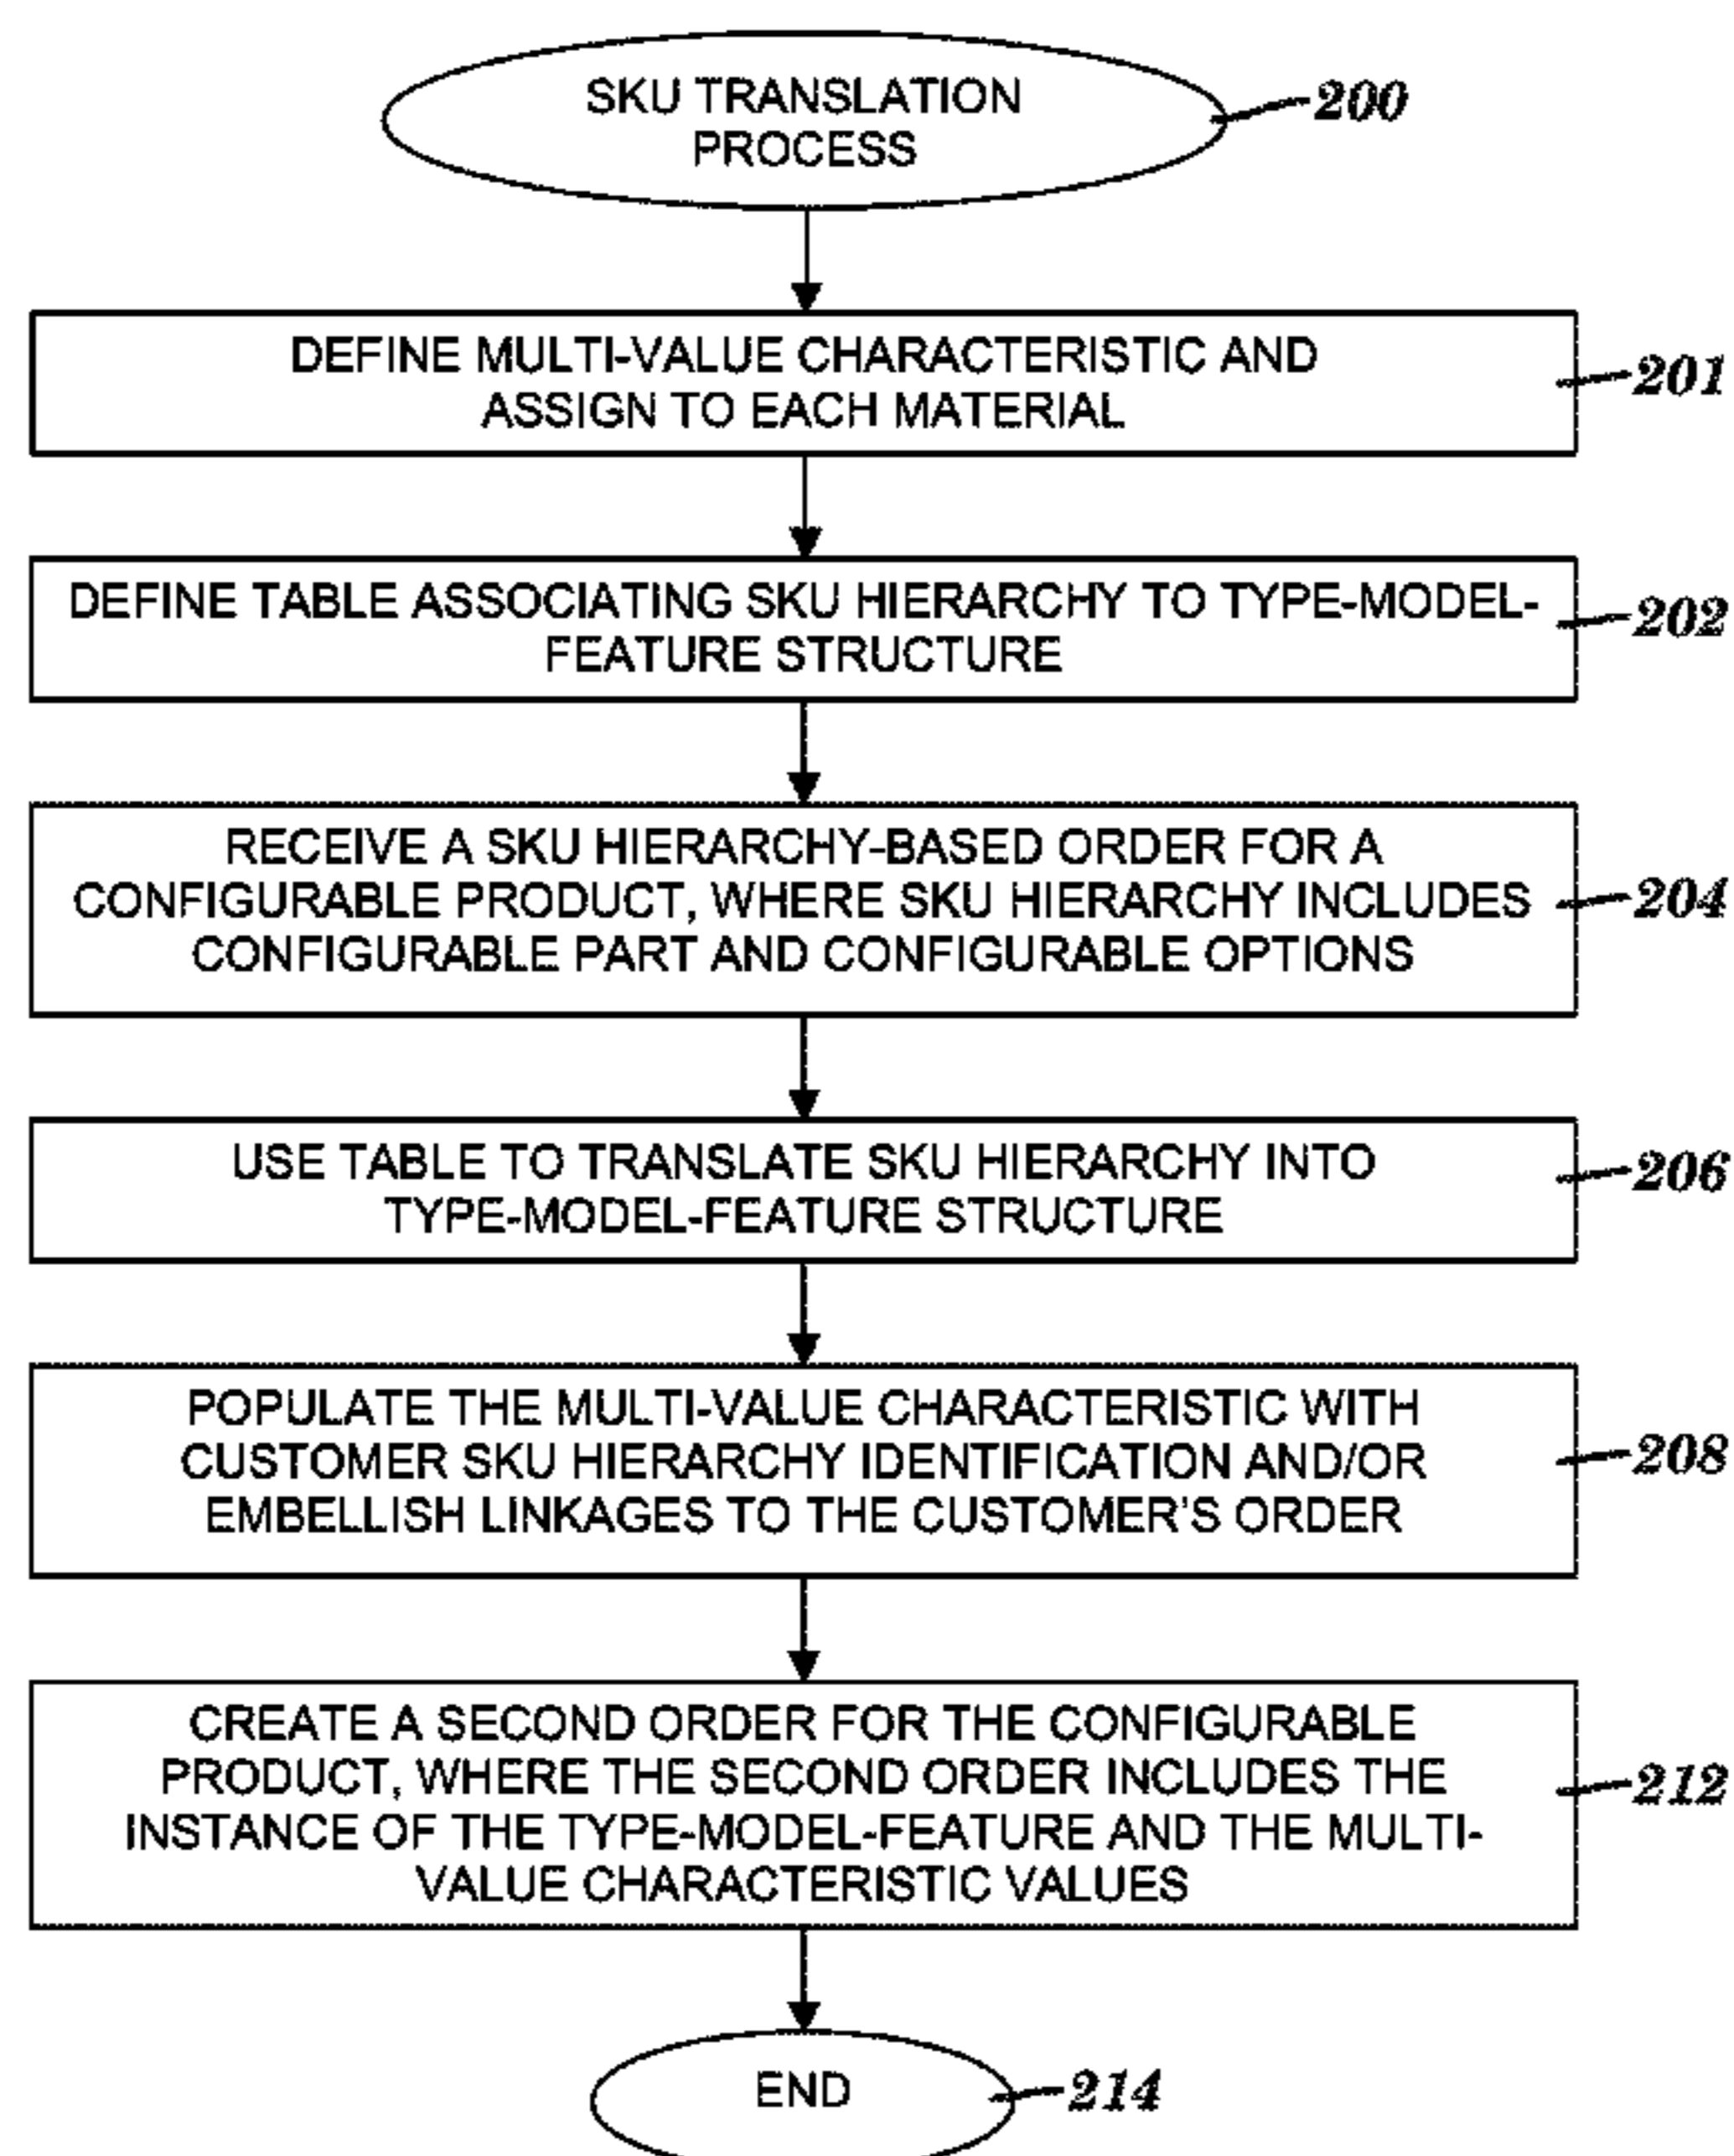 SKU TRANSLATION
PROCESS
200
DEFINE MULTI-VALUE CHARACTERISTIC AND
ASSIGN TO EACH MATERIAL
201
DEFINE TABLE ASSOCIATING SKU HIERARCHY TO TYPE-MODEL-
FEATURE STRUCTURE
202
RECEIVE A SKU HIERARCHY-BASED ORDER FOR A
CONFIGURABLE PRODUCT, WHERE SKU HIERARCHY INCLUDES
CONFIGURABLE PART AND CONFIGURABLE OPTIONS
204
USE TABLE TO TRANSLATE SKU HIERARCHY INTO
TYPE-MODEL-FEATURE STRUCTURE
206
POPULATE THE MULTI-VALUE CHARACTERISTIC WITH
CUSTOMER SKU HIERARCHY IDENTIFICATION AND/OR
EMBELLISH LINKAGES TO THE CUSTOMER'S ORDER
208
CREATE A SECOND ORDER FOR THE CONFIGURABLE
PRODUCT, WHERE THE SECOND ORDER INCLUDES THE
INSTANCE OF THE TYPE-MODEL-FEATURE AND THE MULTI-
VALUE CHARACTERISTIC VALUES
212
END
214